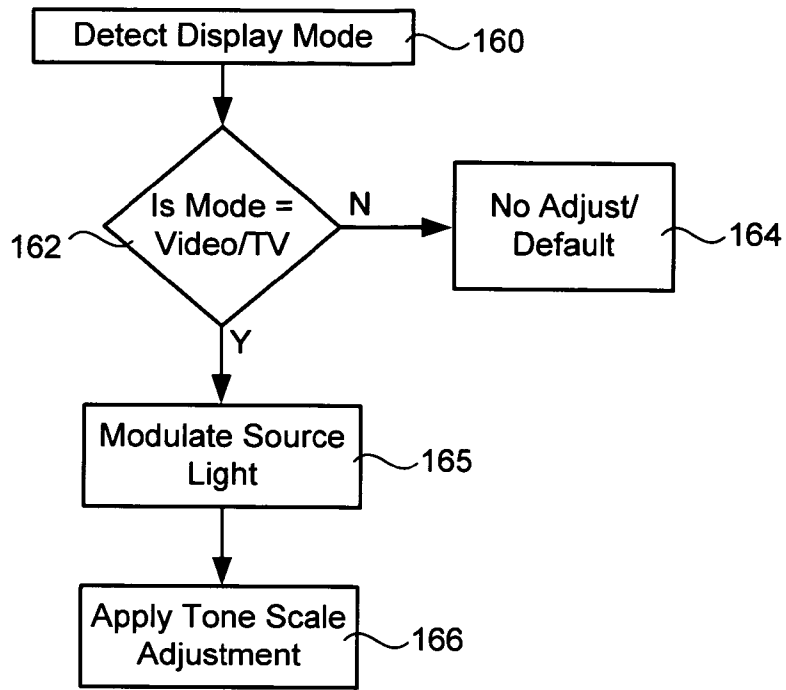 Detect Display Mode
160
Is Mode =
Video/TV
162
N
No Adjust/
Default
164
Y
Modulate Source
Light
165
Apply Tone Scale
Adjustment
166